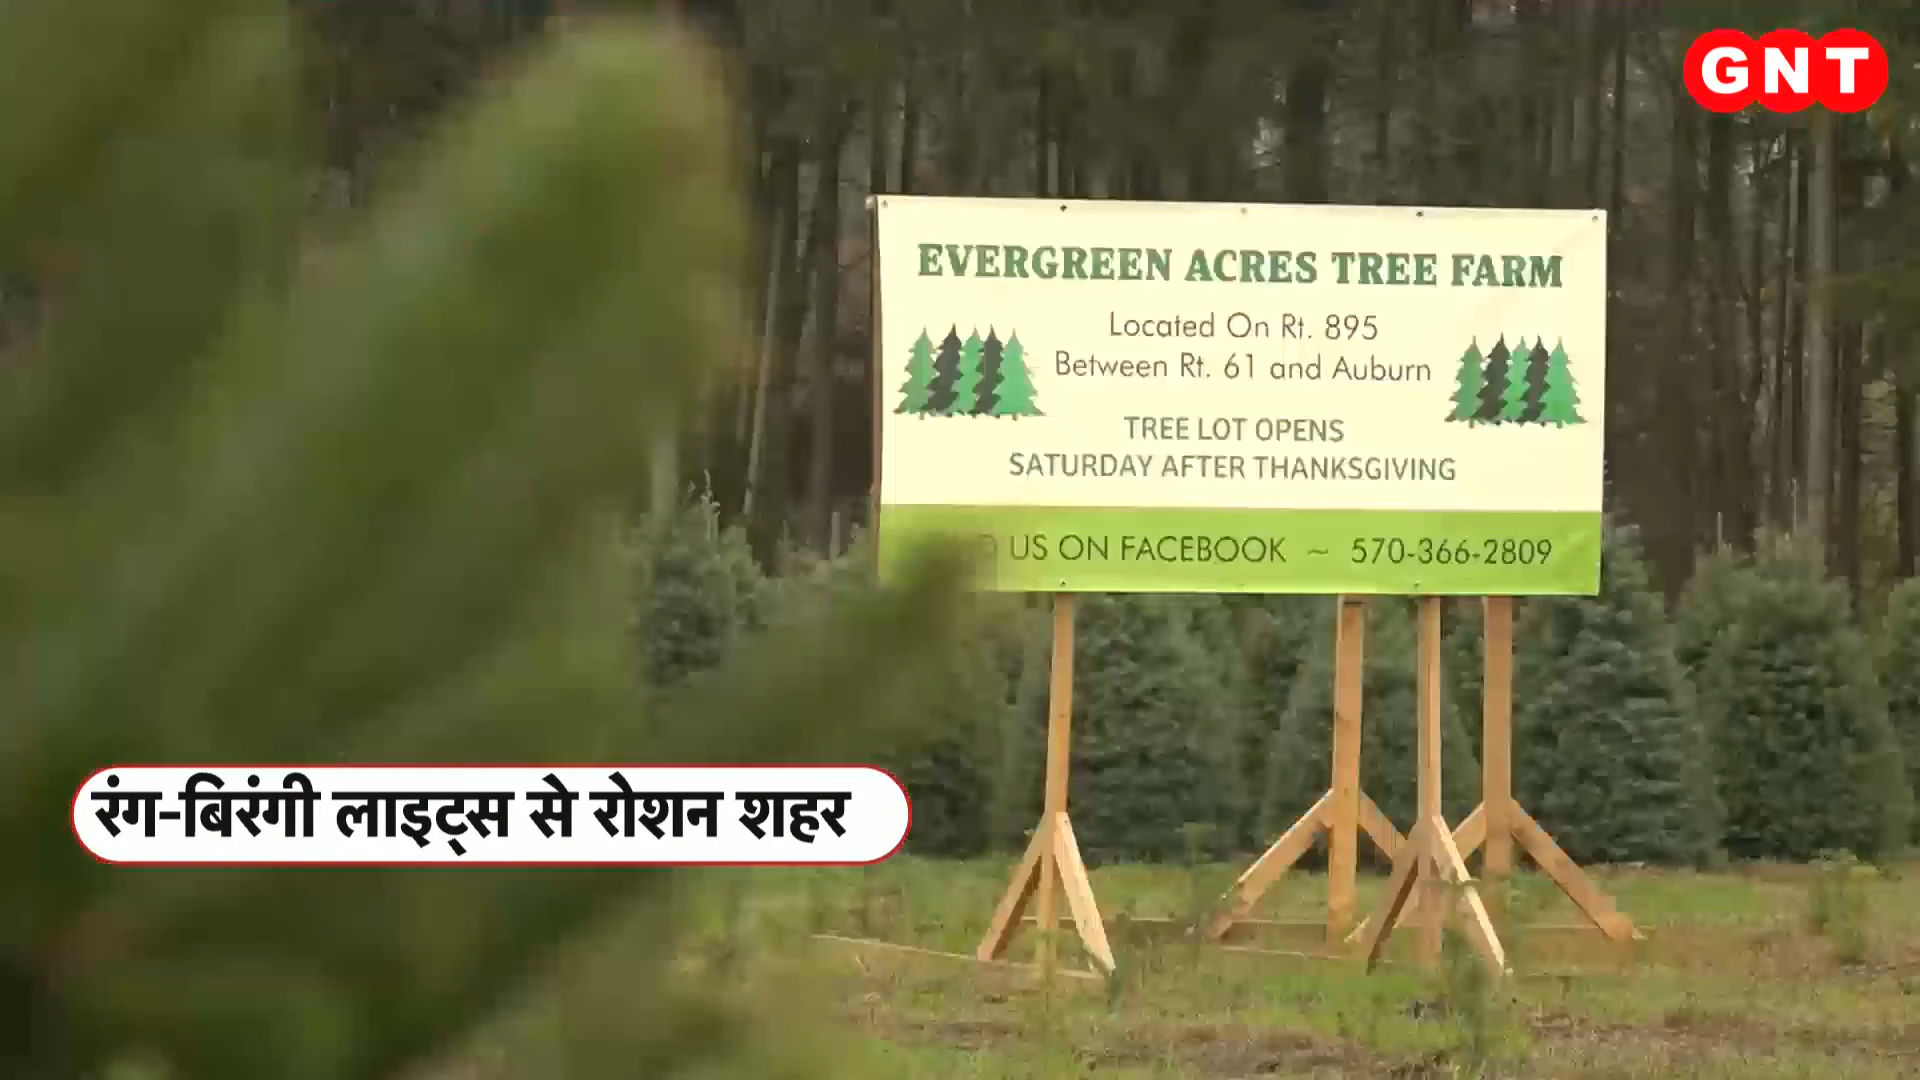 GNT
EVERGREEN ACRES TREE FARM
Located On Rt. 895
Between Rt. 61 and Auburn
TREE LOT OPENS
SATURDAY AFTER THANKSGIVING
US ON FACEBOOK ~ 570-366-2809
रंग-बिरंगी लाइट्स से रोशन शहर